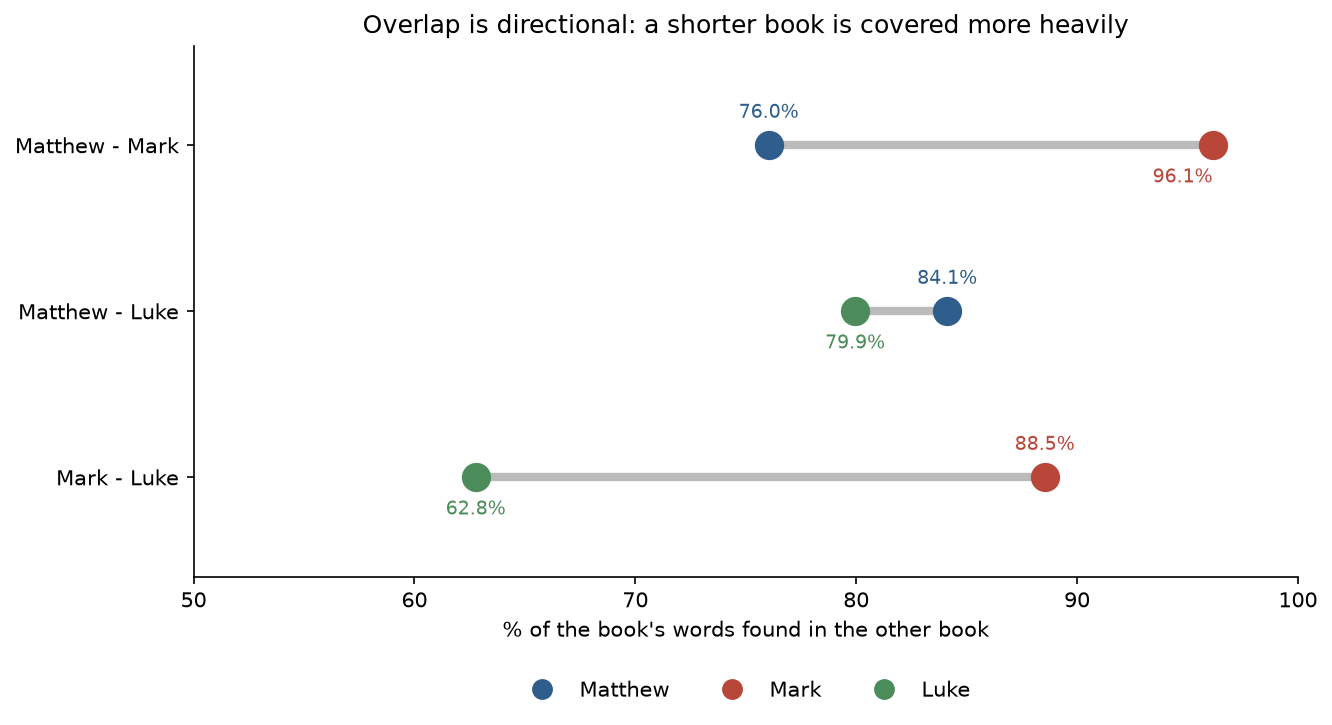 Overlap is directional: a shorter book is covered more heavily
76.0%
Matthew - Mark
96.1%
84.1%
Matthew - Luke
79.9%
88.5%
Mark - Luke
62.8%
50 60 70 80 90 100
% of the book's words found in the other book
Matthew Mark Luke